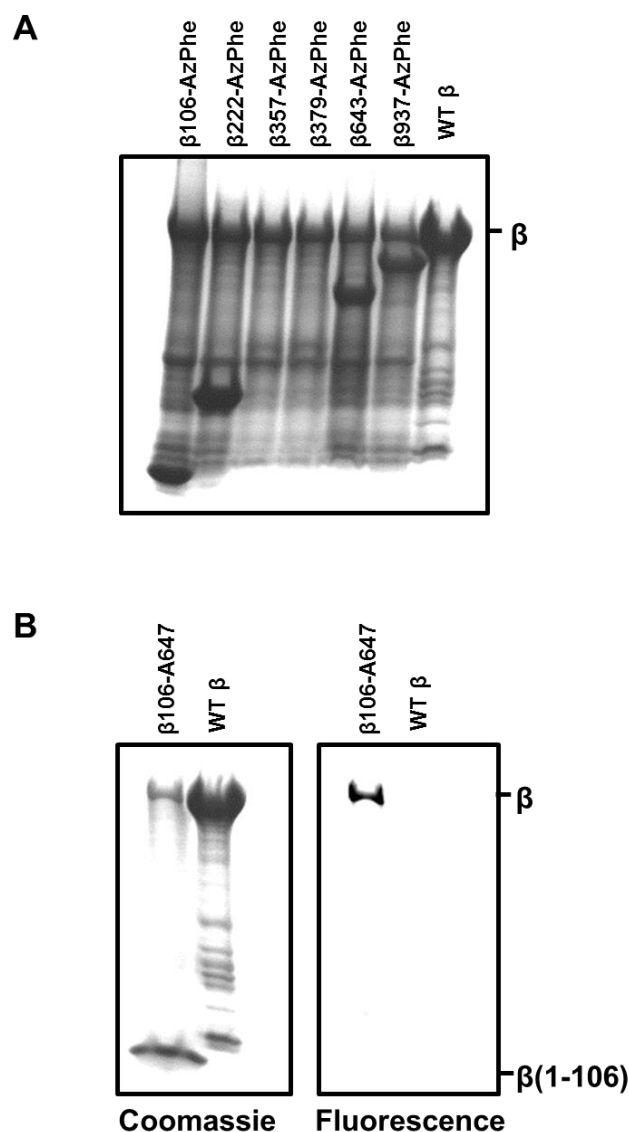 A
β106-AzPhe
β222-AzPhe
β357-AzPhe
β379-AzPhe
β643-AzPhe
β937-AzPhe
WT β
β
B
β106-A647
WT β
β106-A647
WT β
β
β(1-106)
Coomassie
Fluorescence